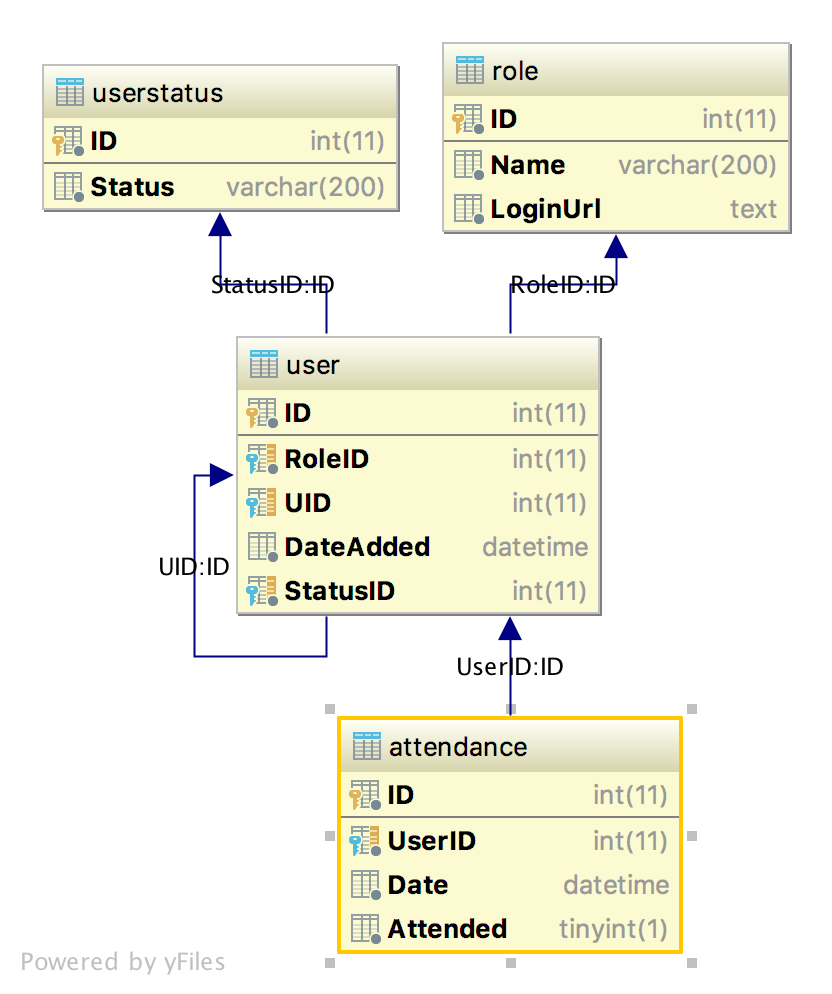 userstatus
ID int(11)
Status varchar(200)
role
ID int(11)
Name varchar(200)
LoginUrl text
StatusID:ID
RoleID:ID
user
ID int(11)
RoleID int(11)
UID int(11)
DateAdded datetime
StatusID int(11)
UID:ID
UserID:ID
attendance
ID int(11)
UserID int(11)
Date datetime
Attended tinyint(1)
Powered by yFiles